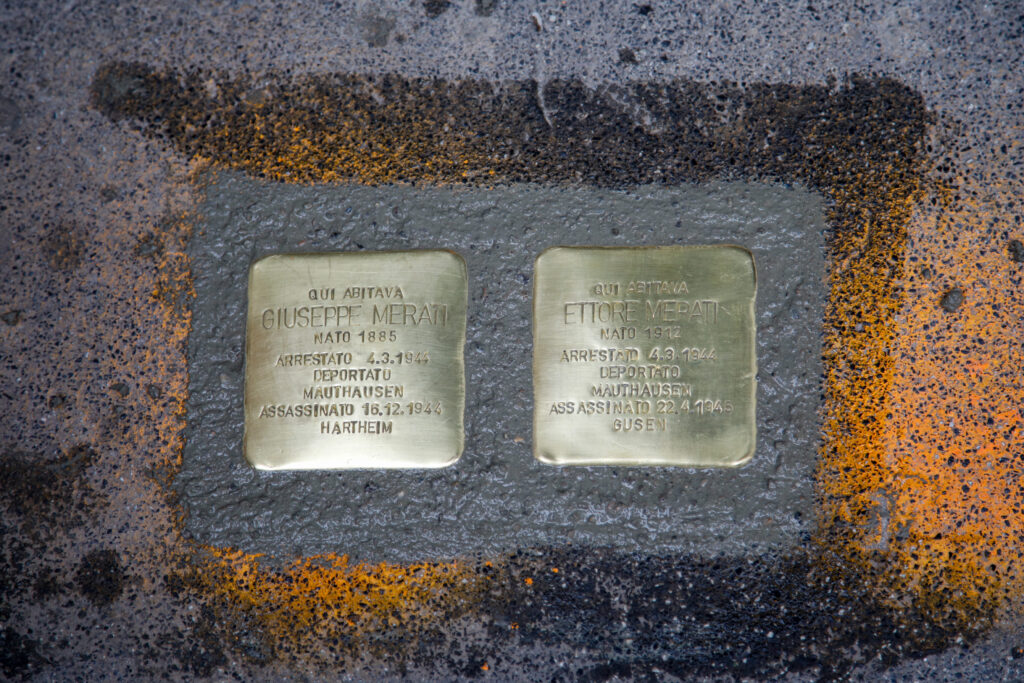 QUI ABITAVA
GIUSEPPE MERATI
NATO 1885
ARRESTATO 4.3.1944
DEPORTATO
MAUTHAUSEN
ASSASSINATO 16.12.1944
HARTHEIM
QUI ABITAVA
ETTORE MERATI
NATO 1912
ARRESTATO 4.3.1944
DEPORTATO
MAUTHAUSEN
ASSASSINATO 22.4.1945
GUSEN